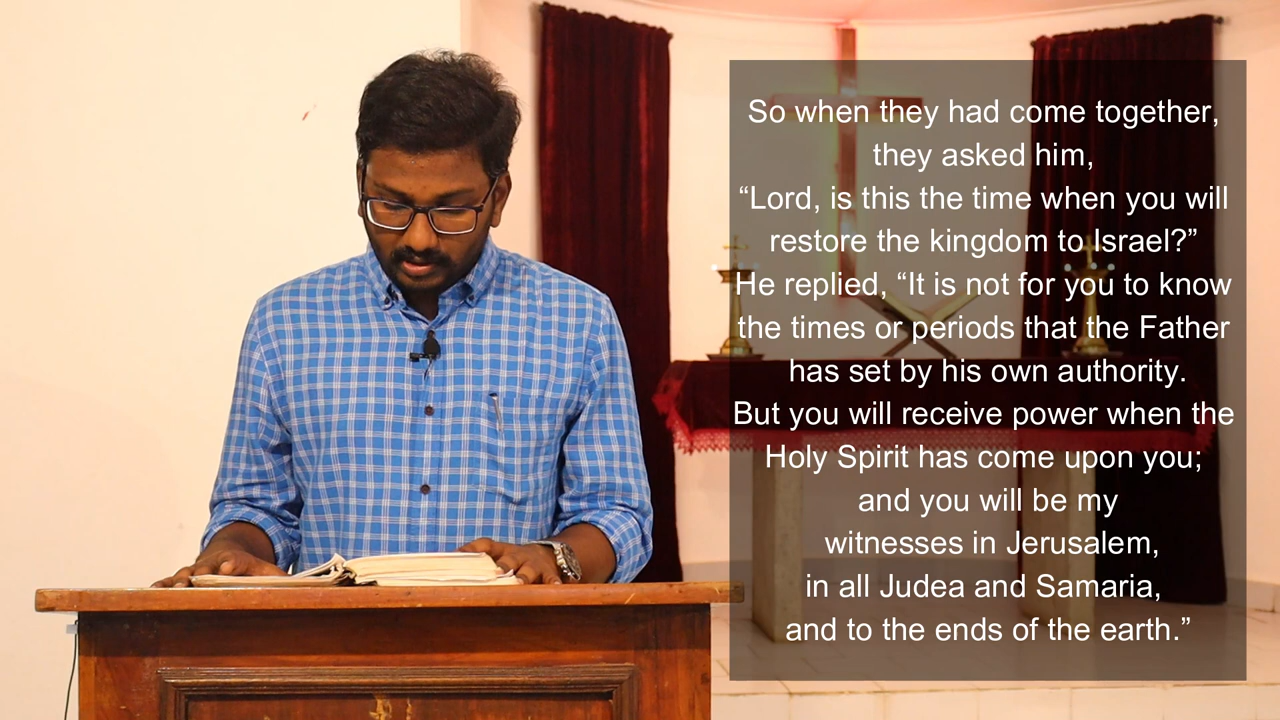 So when they had come together,
they asked him,
“Lord, is this the time when you will
restore the kingdom to Israel?”
He replied, “It is not for you to know
the times or periods that the Father
has set by his own authority.
But you will receive power when the
Holy Spirit has come upon you;
and you will be my
witnesses in Jerusalem,
in all Judea and Samaria,
and to the ends of the earth.”